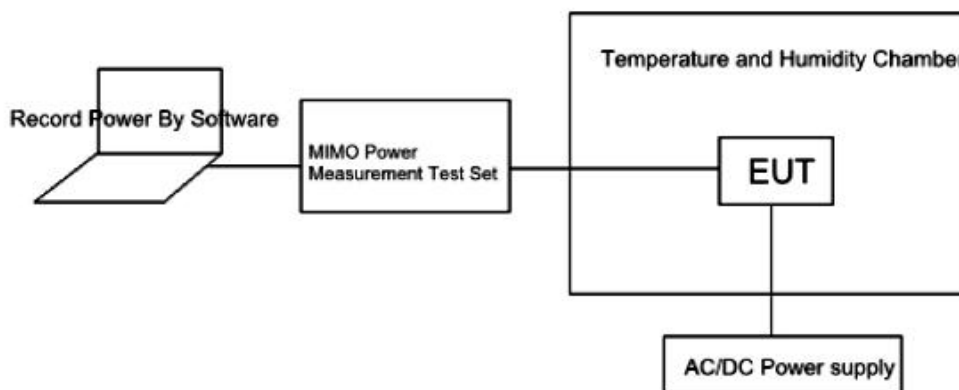 Temperature and Humidity Chamber
Record Power By Software
MIMO Power
Measurement Test Set
EUT
AC/DC Power supply